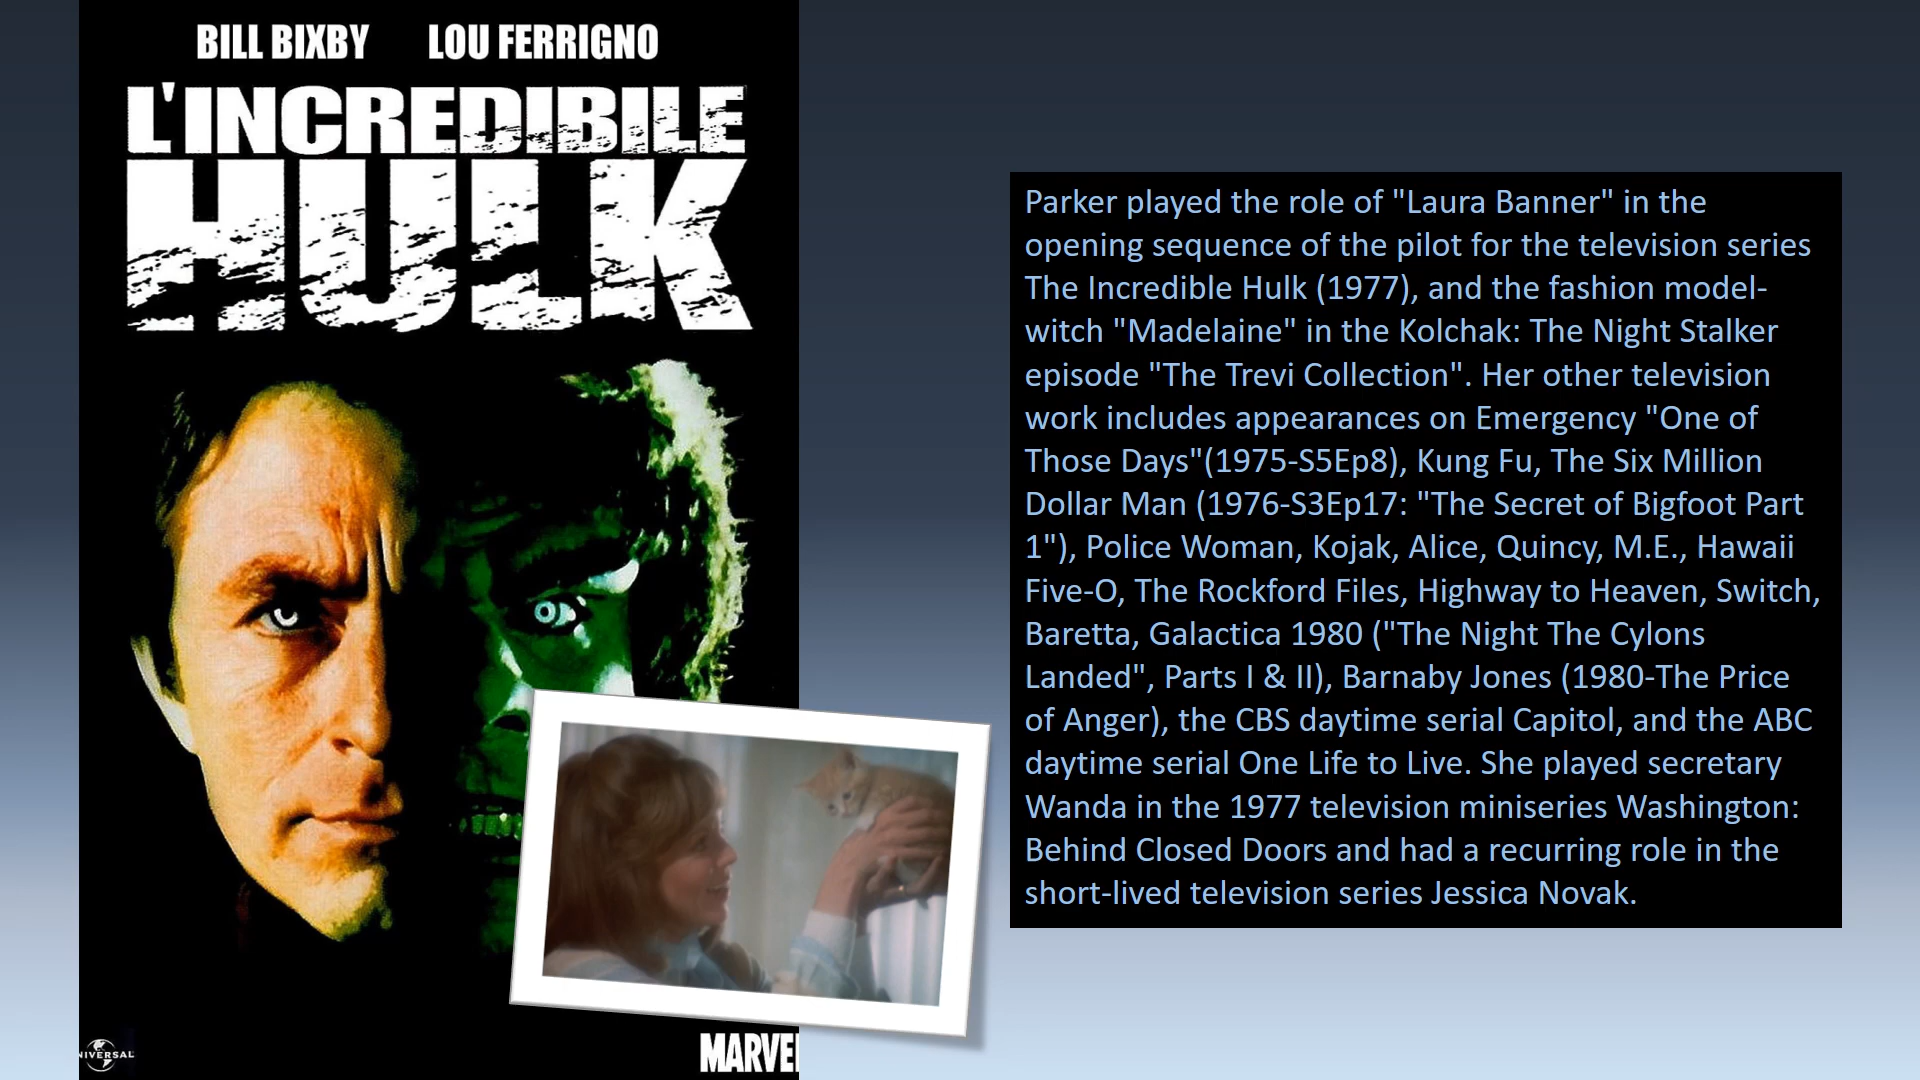 BILL BIXBY LOU FERRIGNO
L'INCREDIBILE
HULK
Parker played the role of "Laura Banner" in the
opening sequence of the pilot for the television series
The Incredible Hulk (1977), and the fashion model-
witch "Madelaine" in the Kolchak: The Night Stalker
episode "The Trevi Collection". Her other television
work includes appearances on Emergency "One of
Those Days"(1975-S5Ep8), Kung Fu, The Six Million
Dollar Man (1976-S3Ep17: "The Secret of Bigfoot Part
1"), Police Woman, Kojak, Alice, Quincy, M.E., Hawaii
Five-O, The Rockford Files, Highway to Heaven, Switch,
Baretta, Galactica 1980 ("The Night The Cylons
Landed", Parts I & II), Barnaby Jones (1980-The Price
of Anger), the CBS daytime serial Capitol, and the ABC
daytime serial One Life to Live. She played secretary
Wanda in the 1977 television miniseries Washington:
Behind Closed Doors and had a recurring role in the
short-lived television series Jessica Novak.
NIVERSAL
MARVE